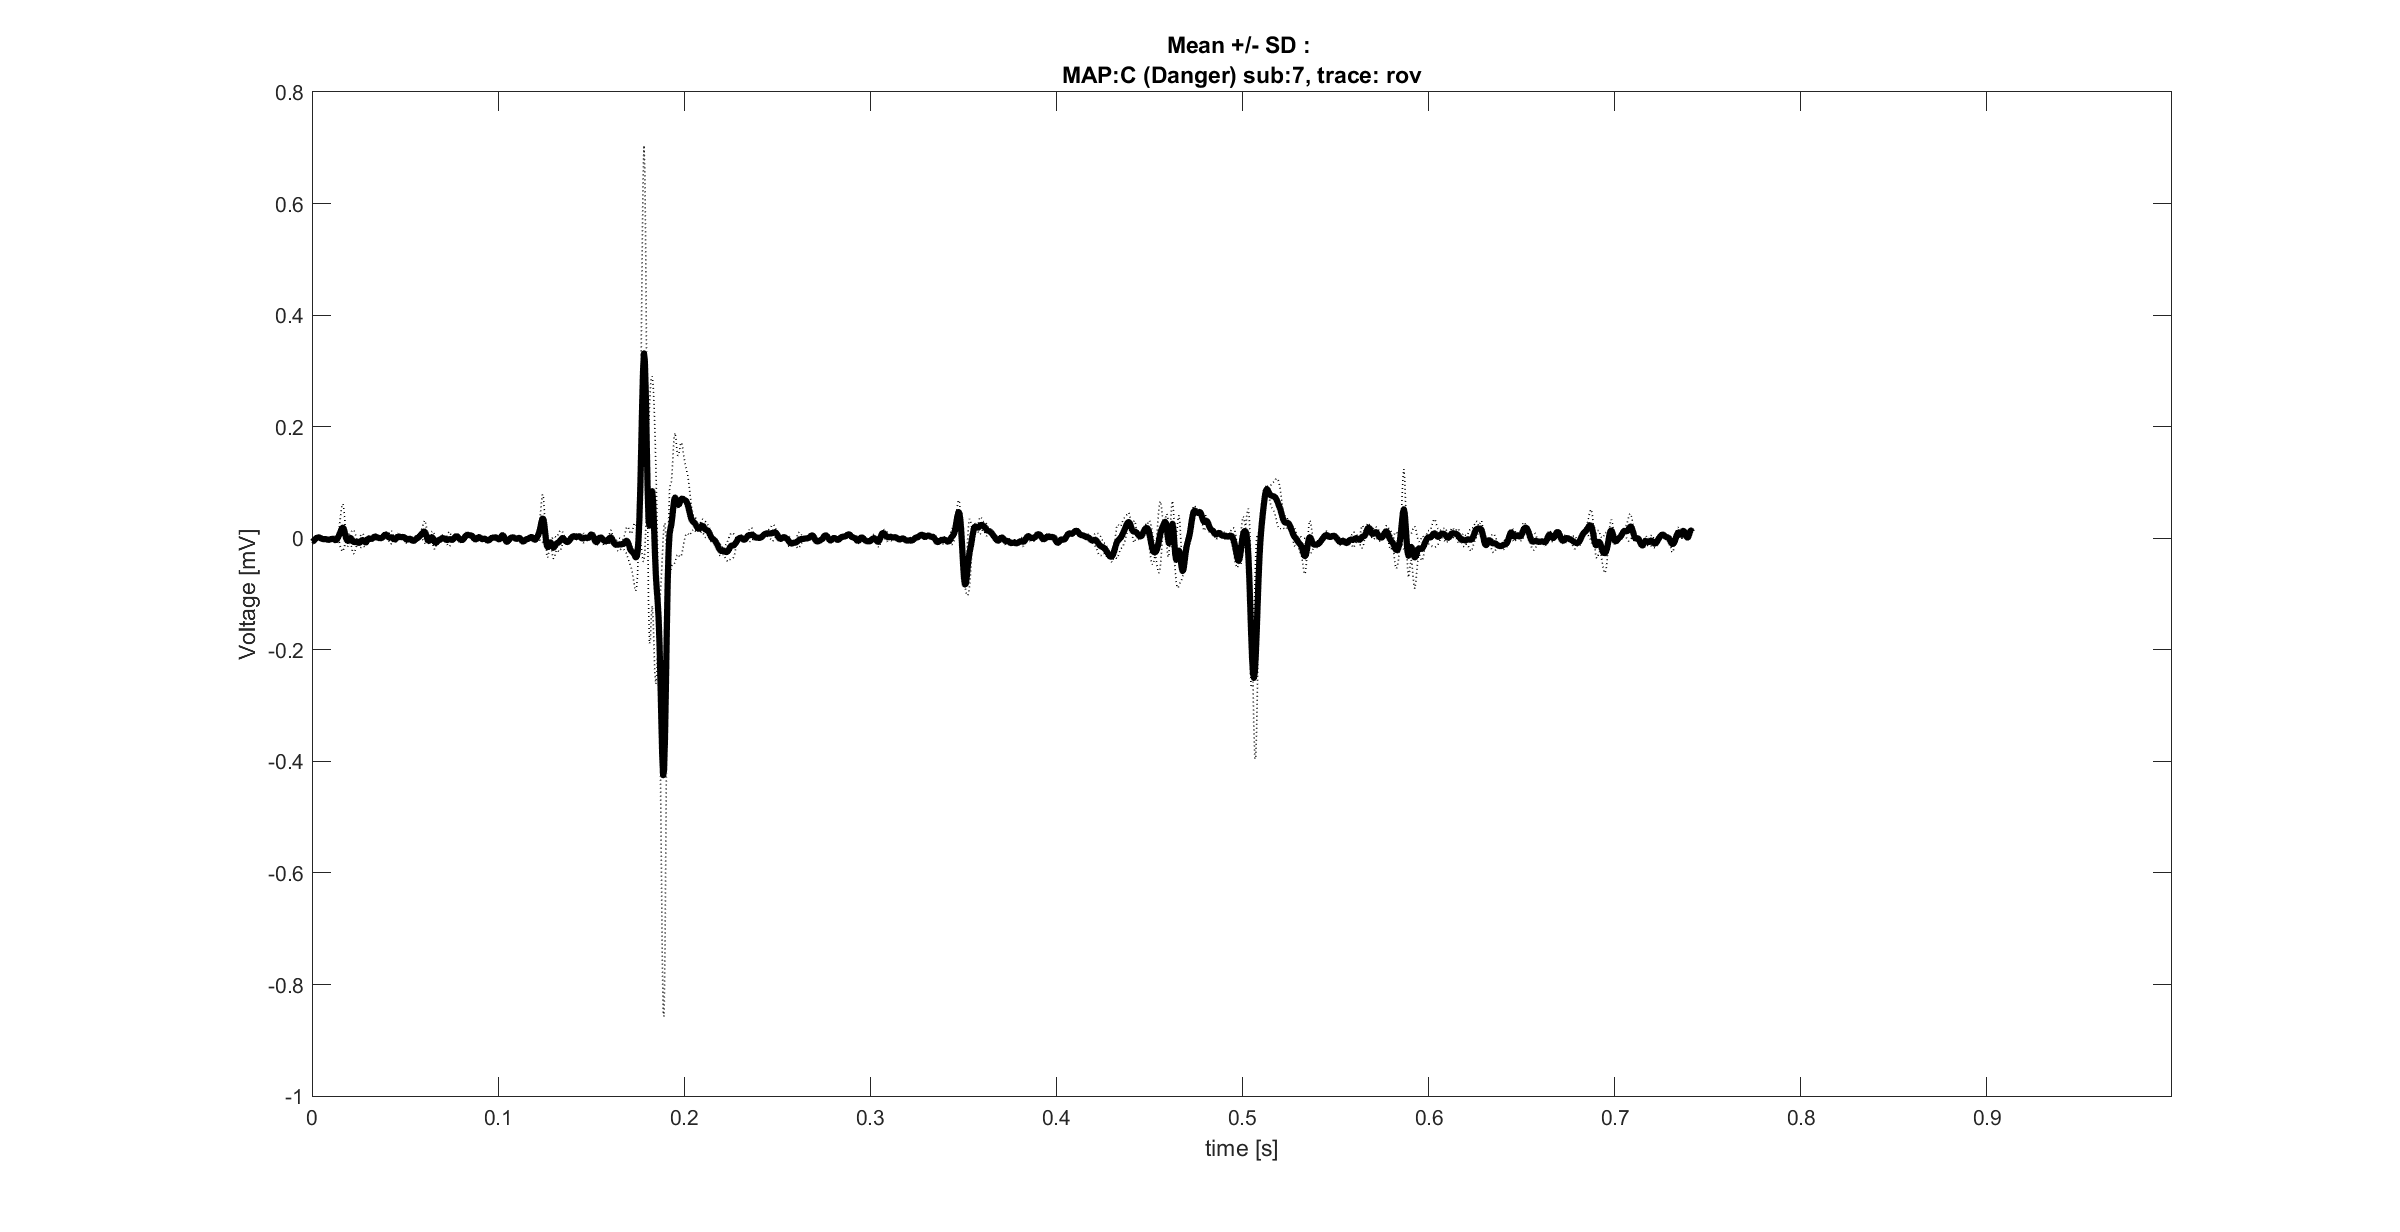 Mean +/- SD :
MAP:C (Danger) sub:7, trace: rov
0.8
0.6
0.4
0.2
0
-0.2
-0.4
-0.6
-0.8
-1
Voltage [mV]
0 0.1 0.2 0.3 0.4 0.5 0.6 0.7 0.8 0.9
time [s]